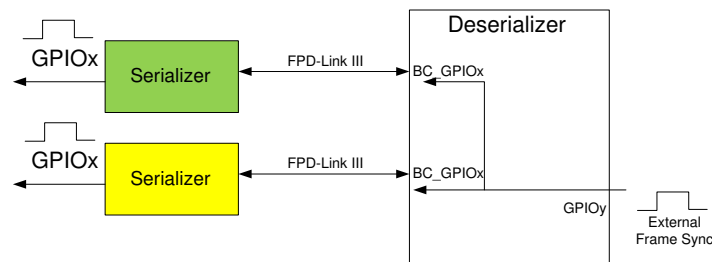 Deserializer
GPIOx
Serializer
FPD-Link III
BC_GPIOx
GPIOx
Serializer
FPD-Link III
BC_GPIOx
GPIOy
External
Frame Sync